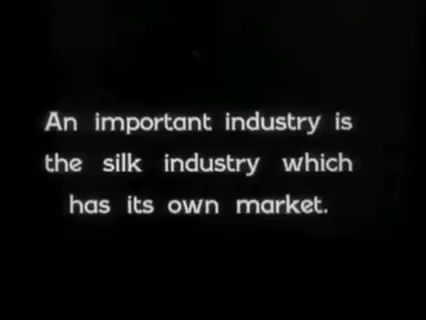 An important industry is
the silk industry which
has its own market.